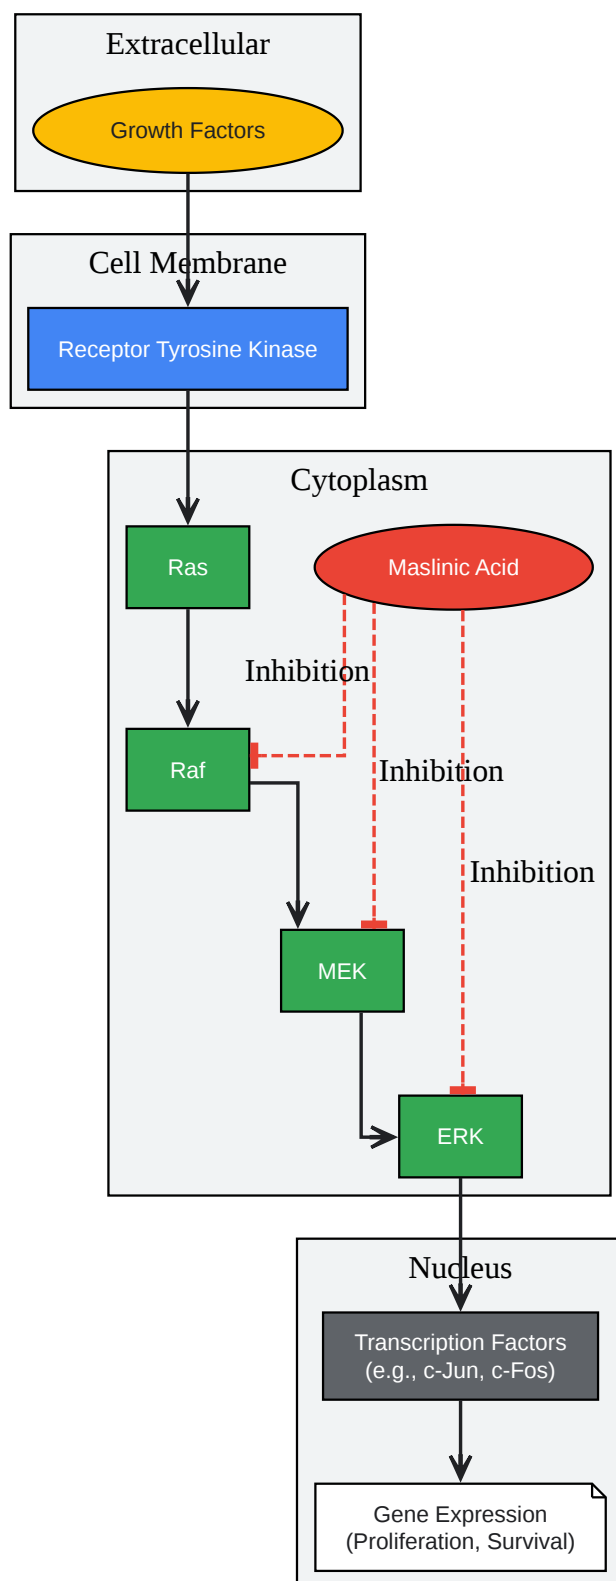 Extracellular
Growth Factors
Cell Membrane
Receptor Tyrosine Kinase
Cytoplasm
Ras
Maslinic Acid
Inhibition
Raf
Inhibition
Inhibition
MEK
ERK
Nucleus
Transcription Factors
(e.g., c-Jun, c-Fos)
Gene Expression
(Proliferation, Survival)